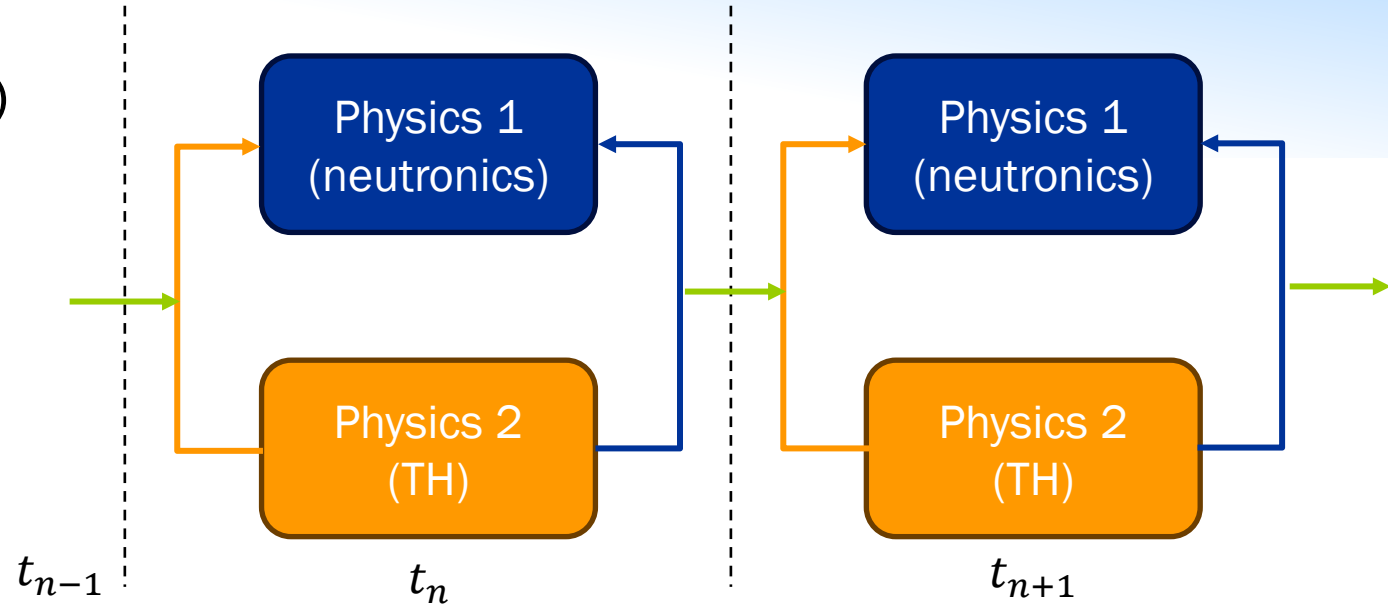 )
Physics 1
(neutronics)
Physics 1
(neutronics)
Physics 2
(TH)
Physics 2
(TH)
t_{n-1}
t_n
t_{n+1}